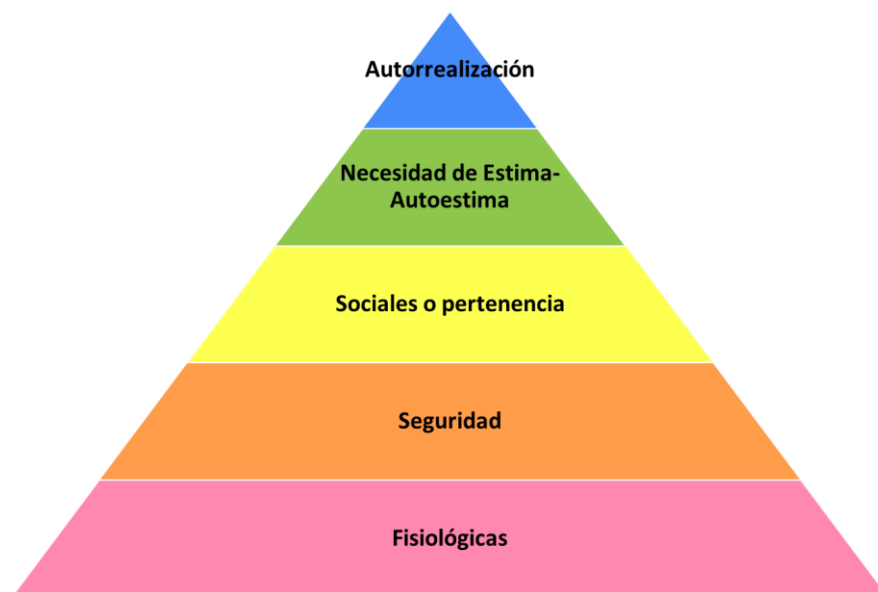 Autorrealización
Necesidad de Estima-
Autoestima
Sociales o pertenencia
Seguridad
Fisiológicas